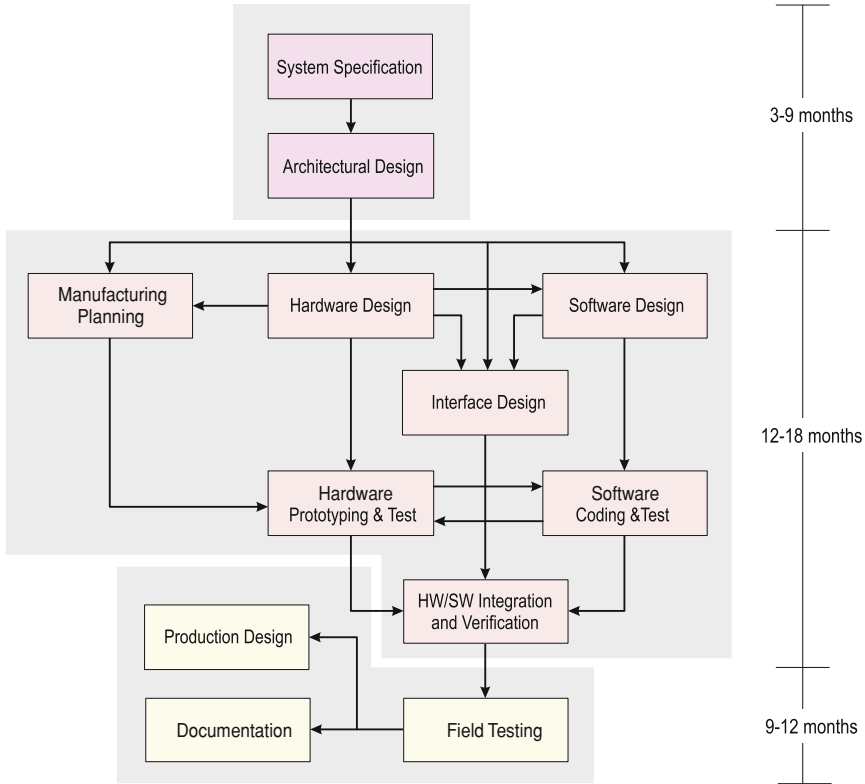 System Specification
3-9 months
Architectural Design
Manufacturing
Planning
Hardware Design
Software Design
Interface Design
12-18 months
Hardware
Prototyping & Test
Software
Coding &Test
HW/SW Integration
and Verification
Production Design
Documentation
Field Testing
9-12 months